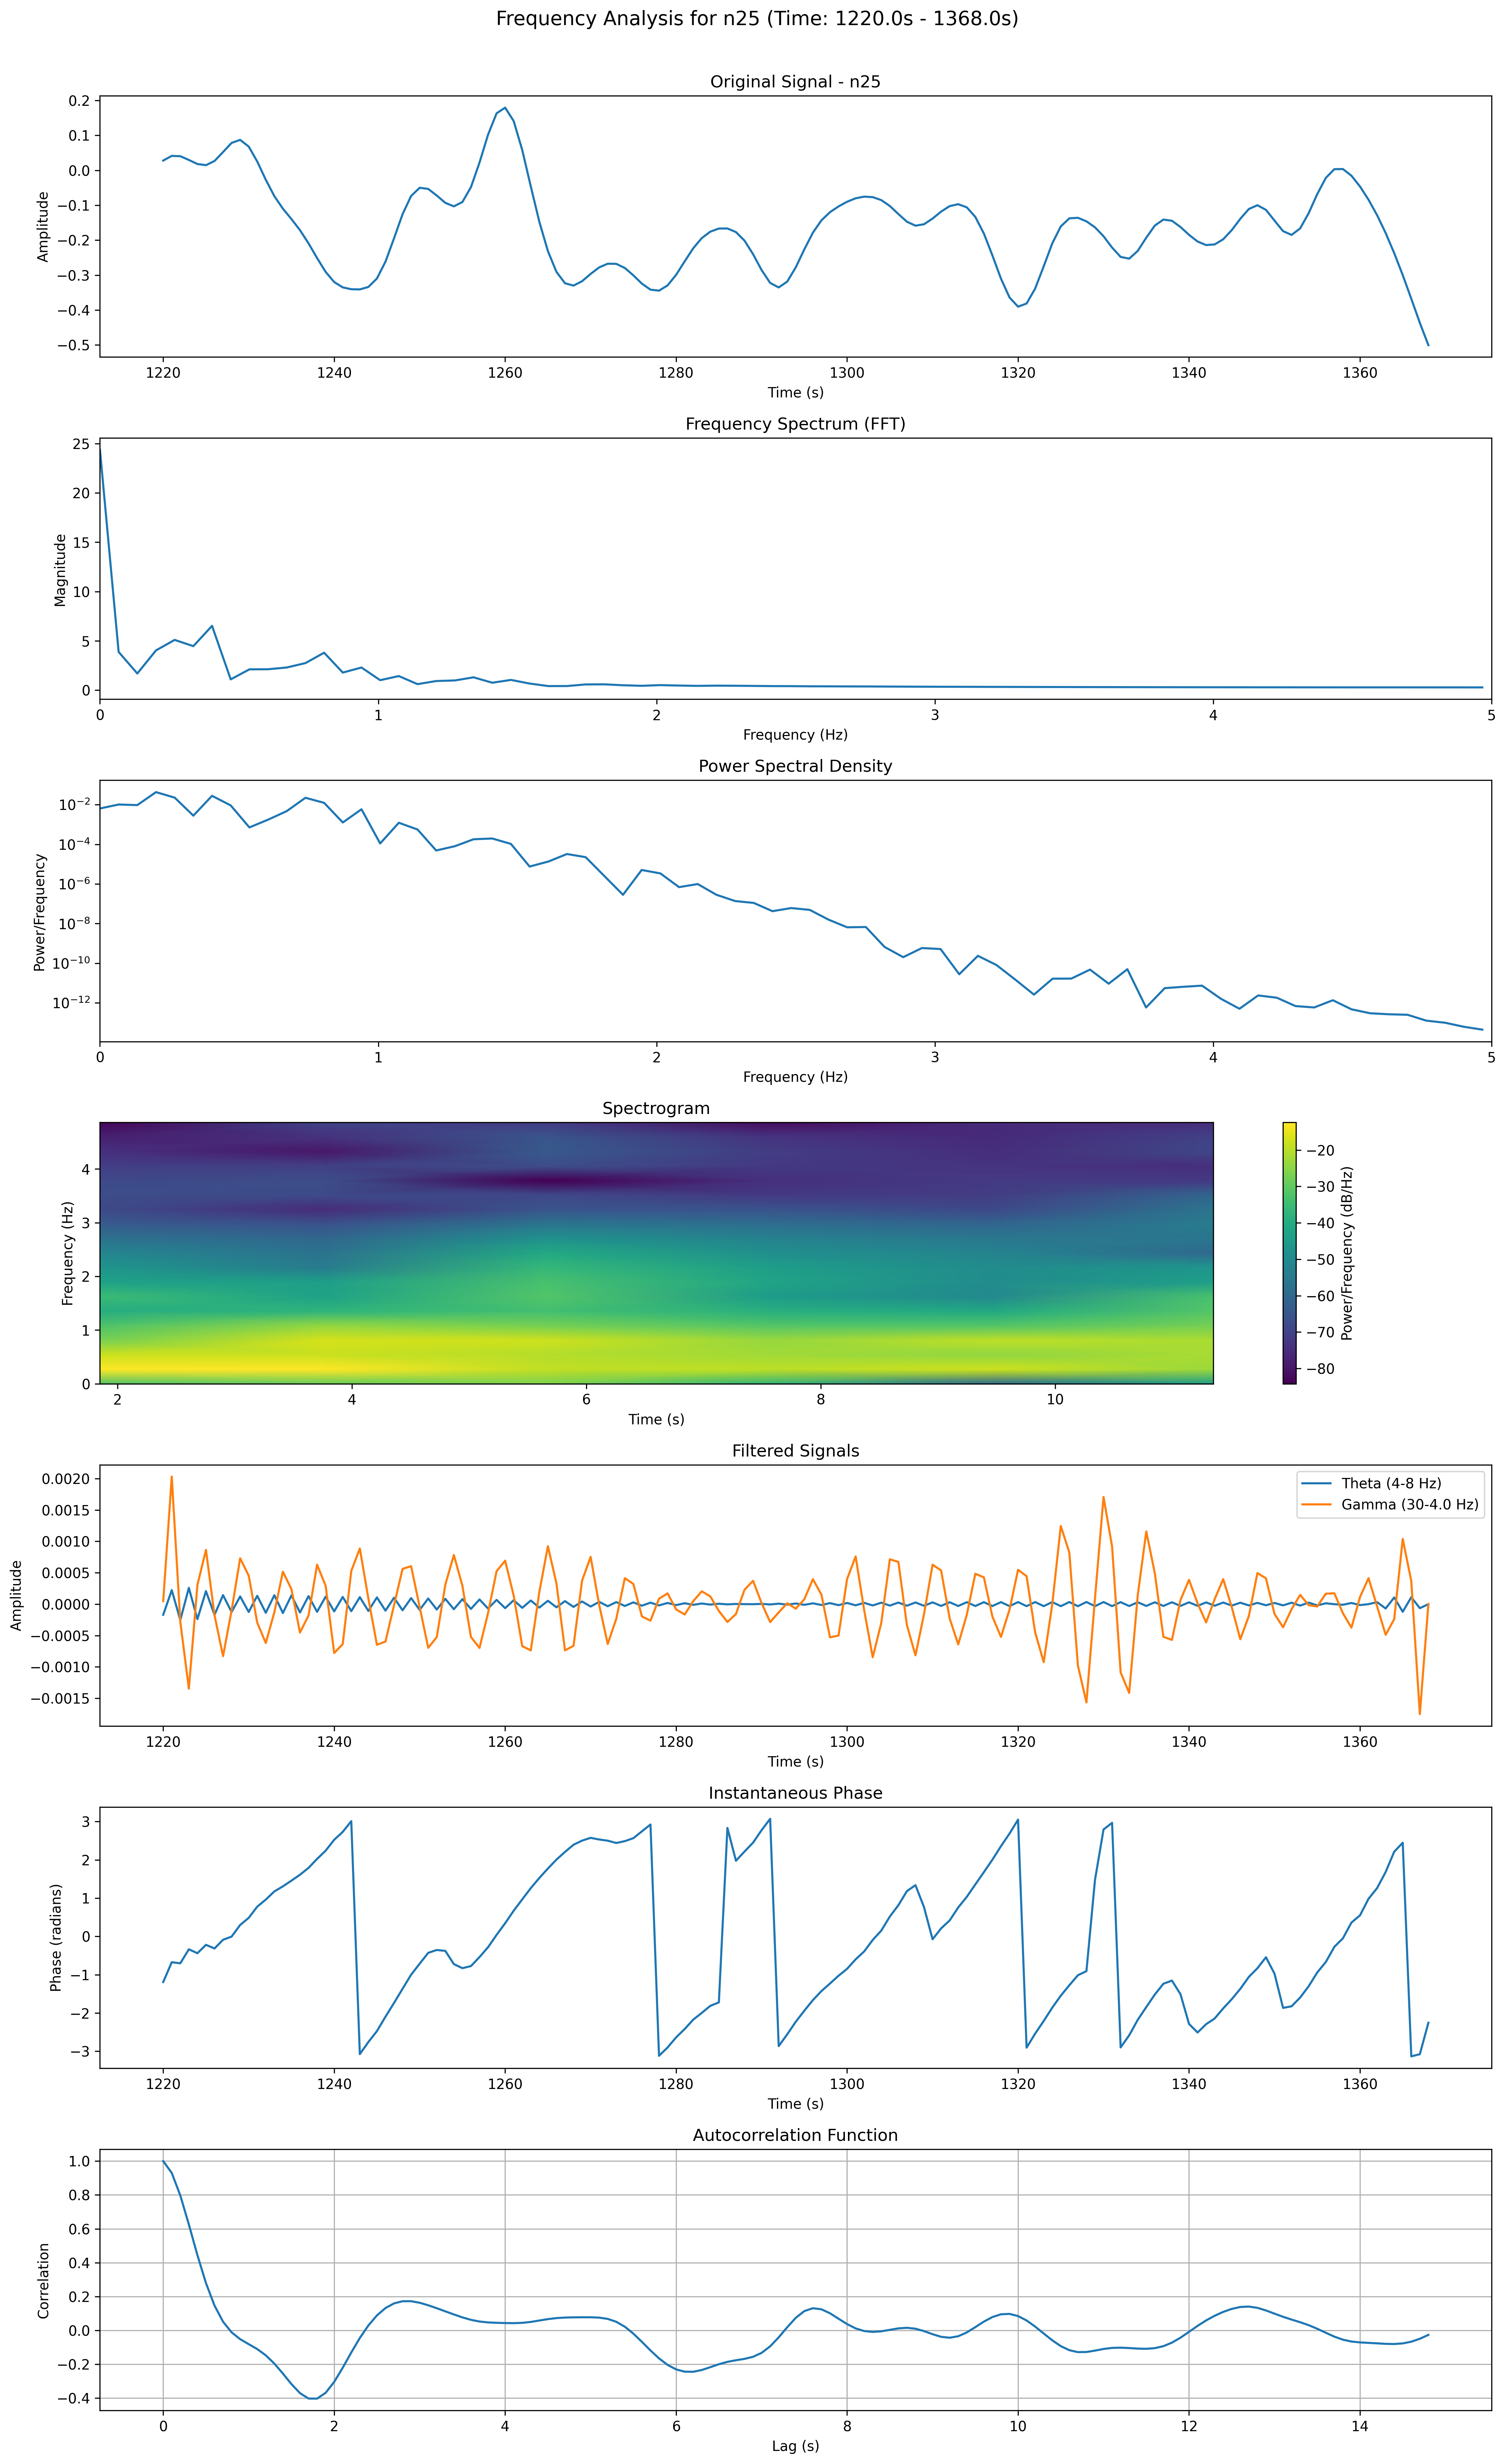 Frequency Analysis for n25 (Time: 1220.0s - 1368.0s)
Original Signal - n25
0.2
0.1
0.0
−0.1
−0.2
−0.3
−0.4
−0.5
Amplitude
1220 1240 1260 1280 1300 1320 1340 1360
Time (s)
Frequency Spectrum (FFT)
25
20
15
10
5
0
Magnitude
0 1 2 3 4 5
Frequency (Hz)
Power Spectral Density
10⁻²
10⁻⁴
10⁻⁶
10⁻⁸
10⁻¹⁰
10⁻¹²
Power/Frequency
0 1 2 3 4 5
Frequency (Hz)
Spectrogram
4
3
2
1
0
Frequency (Hz)
2 4 6 8 10
Time (s)
−20
−30
−40
−50
−60
−70
−80
Power/Frequency (dB/Hz)
Filtered Signals
0.0020
0.0015
0.0010
0.0005
0.0000
−0.0005
−0.0010
−0.0015
Amplitude
Theta (4-8 Hz)
Gamma (30-4.0 Hz)
1220 1240 1260 1280 1300 1320 1340 1360
Time (s)
Instantaneous Phase
3
2
1
0
−1
−2
−3
Phase (radians)
1220 1240 1260 1280 1300 1320 1340 1360
Time (s)
Autocorrelation Function
1.0
0.8
0.6
0.4
0.2
0.0
−0.2
−0.4
Correlation
0 2 4 6 8 10 12 14
Lag (s)